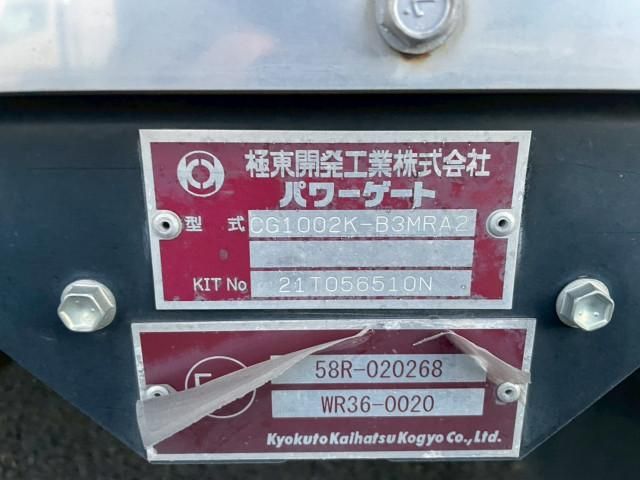 極東開発工業株式会社
パワーゲート
型式 CG1002K-B3MRA2
KIT No 21T056510N
58R-020268
WR36-0020
Kyokuto Kaihatsu Kogyo Co.,Ltd.